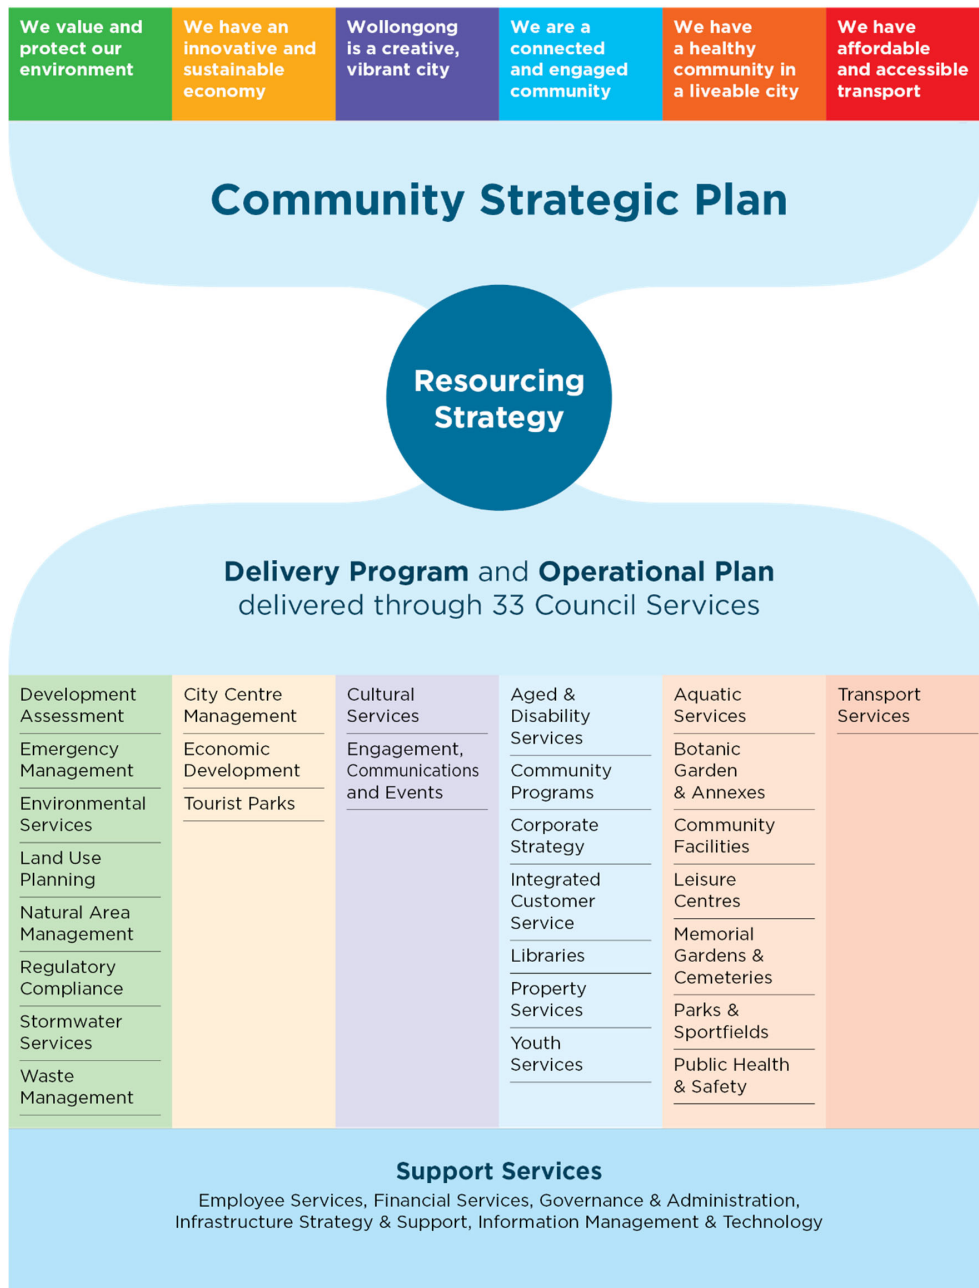 We value and
protect our
environment
We have an
innovative and
sustainable
economy
Wollongong
is a creative,
vibrant city
We are a
connected
and engaged
community
We have
a healthy
community in
a liveable city
We have
affordable
and accessible
transport
Community Strategic Plan
Resourcing
Strategy
Delivery Program and Operational Plan
delivered through 33 Council Services
Development
Assessment
Emergency
Management
Environmental
Services
Land Use
Planning
Natural Area
Management
Regulatory
Compliance
Stormwater
Services
Waste
Management
City Centre
Management
Economic
Development
Tourist Parks
Cultural
Services
Engagement,
Communications
and Events
Aged &
Disability
Services
Community
Programs
Corporate
Strategy
Integrated
Customer
Service
Libraries
Property
Services
Youth
Services
Aquatic
Services
Botanic
Garden
& Annexes
Community
Facilities
Leisure
Centres
Memorial
Gardens &
Cemeteries
Parks &
Sportfields
Public Health
& Safety
Transport
Services
Support Services
Employee Services, Financial Services, Governance & Administration,
Infrastructure Strategy & Support, Information Management & Technology